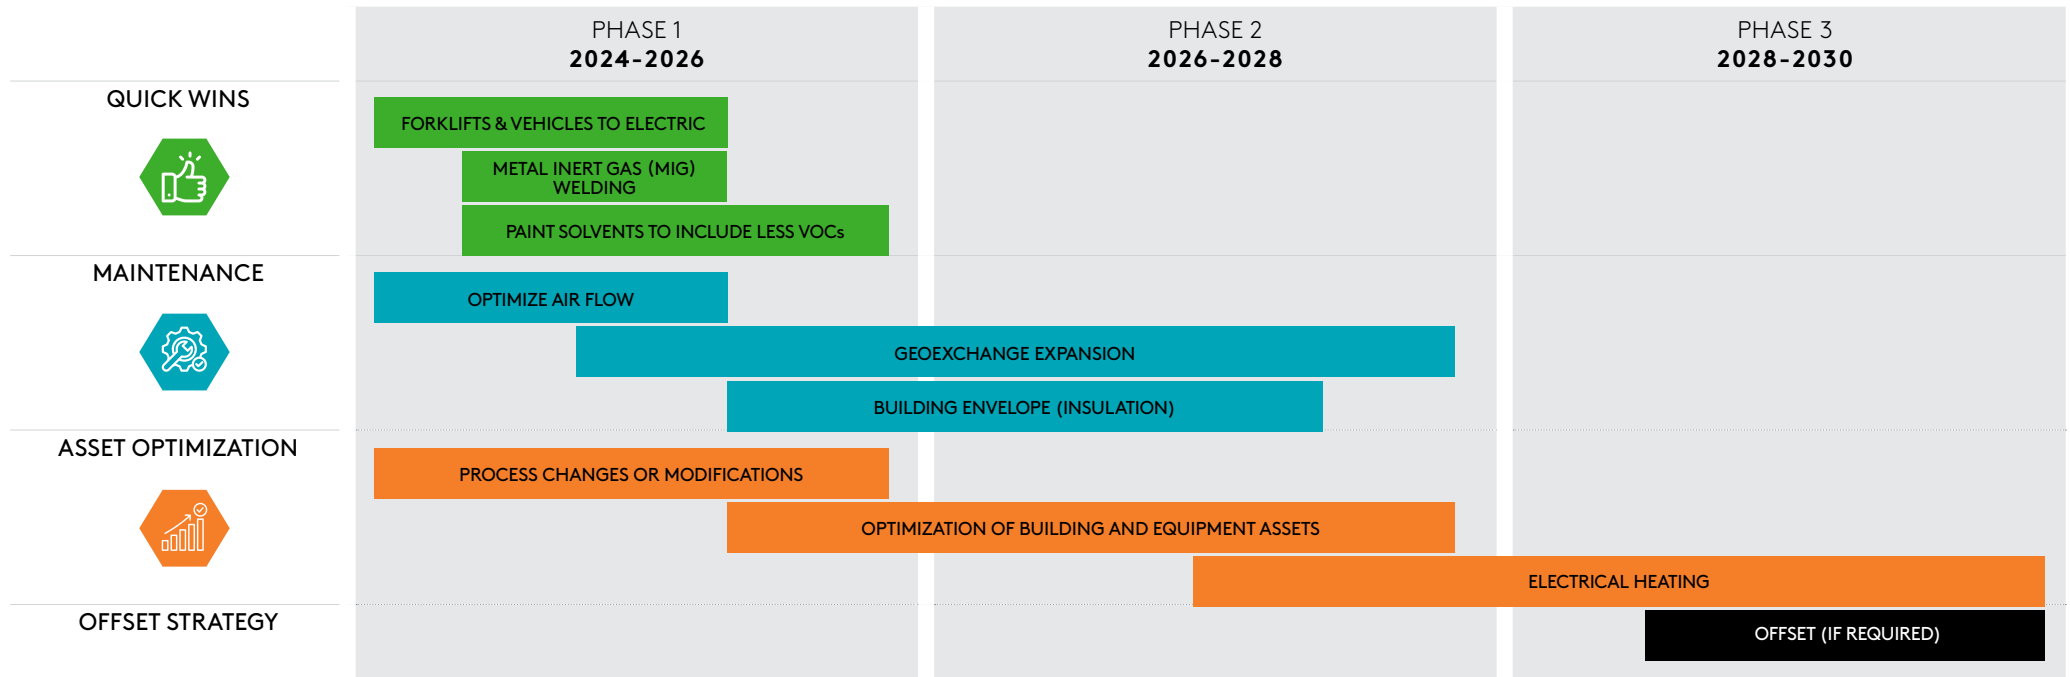 PHASE 1
2024-2026
PHASE 2
2026-2028
PHASE 3
2028-2030
QUICK WINS
FORKLIFTS & VEHICLES TO ELECTRIC
METAL INERT GAS (MIG)
WELDING
PAINT SOLVENTS TO INCLUDE LESS VOCs
MAINTENANCE
OPTIMIZE AIR FLOW
GEOEXCHANGE EXPANSION
BUILDING ENVELOPE (INSULATION)
ASSET OPTIMIZATION
PROCESS CHANGES OR MODIFICATIONS
OPTIMIZATION OF BUILDING AND EQUIPMENT ASSETS
ELECTRICAL HEATING
OFFSET STRATEGY
OFFSET (IF REQUIRED)